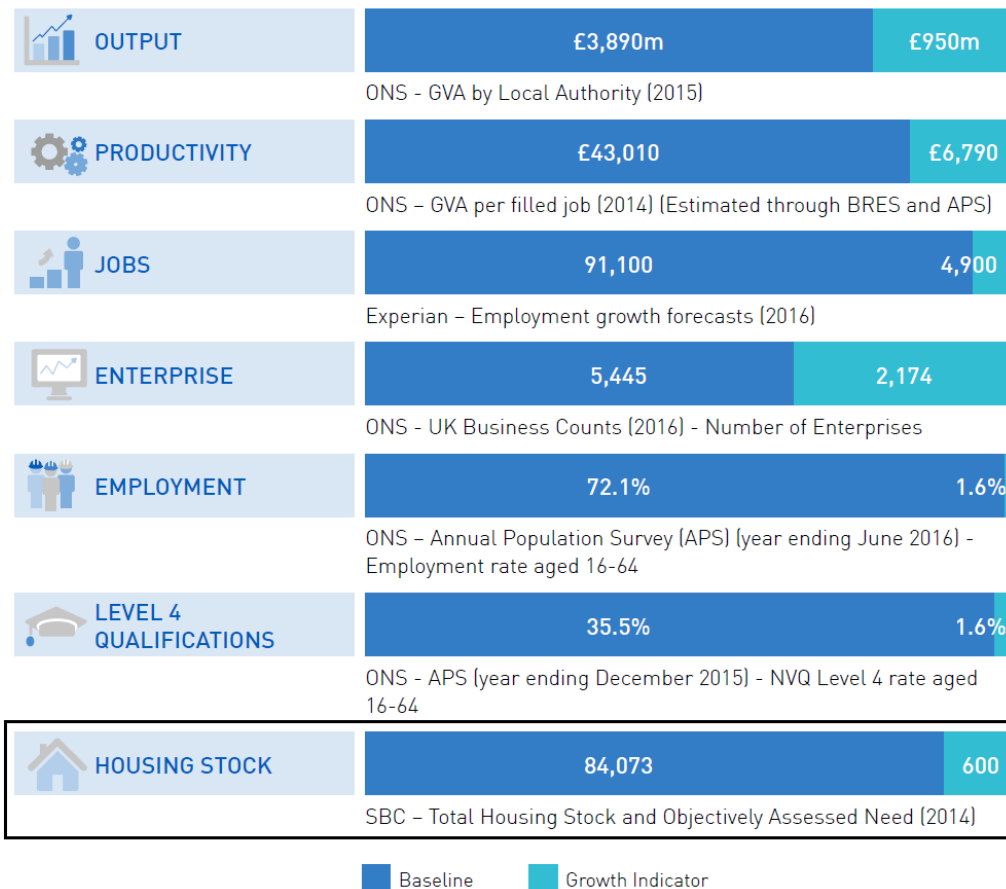 OUTPUT
£3,890m
£950m
ONS - GVA by Local Authority (2015)
PRODUCTIVITY
£43,010
£6,790
ONS – GVA per filled job (2014) (Estimated through BRES and APS)
JOBS
91,100
4,900
Experian – Employment growth forecasts (2016)
ENTERPRISE
5,445
2,174
ONS - UK Business Counts (2016) - Number of Enterprises
EMPLOYMENT
72.1%
1.6%
ONS – Annual Population Survey (APS) (year ending June 2016) -
Employment rate aged 16-64
LEVEL 4
QUALIFICATIONS
35.5%
1.6%
ONS - APS (year ending December 2015) - NVQ Level 4 rate aged
16-64
HOUSING STOCK
84,073
600
SBC – Total Housing Stock and Objectively Assessed Need (2014)
Baseline
Growth Indicator